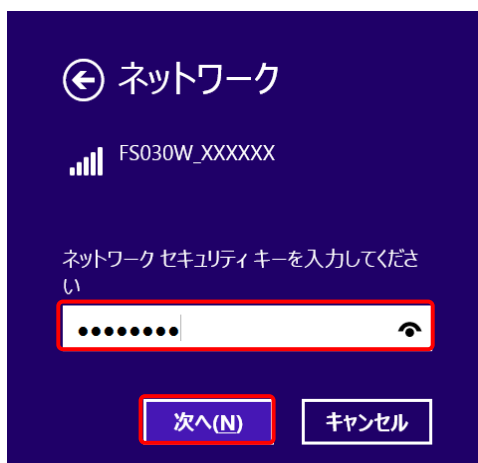 ネットワーク
FS030W_XXXXXX
ネットワーク セキュリティ キーを入力してくださ
い
••••••••
次へ(N)
キャンセル